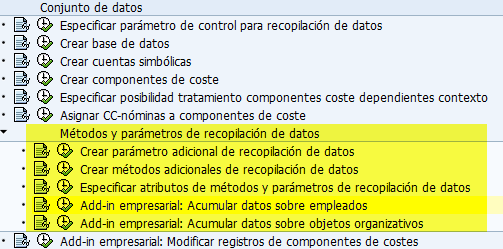 Conjunto de datos
Especificar parámetro de control para recopilación de datos
Crear base de datos
Crear cuentas simbólicas
Crear componentes de coste
Especificar posibilidad tratamiento componentes coste dependientes contexto
Asignar CC-nóminas a componentes de coste
Métodos y parámetros de recopilación de datos
Crear parámetro adicional de recopilación de datos
Crear métodos adicionales de recopilación de datos
Especificar atributos de métodos y parámetros de recopilación de datos
Add-in empresarial: Acumular datos sobre empleados
Add-in empresarial: Acumular datos sobre objetos organizativos
Add-in empresarial: Modificar registros de componentes de costes